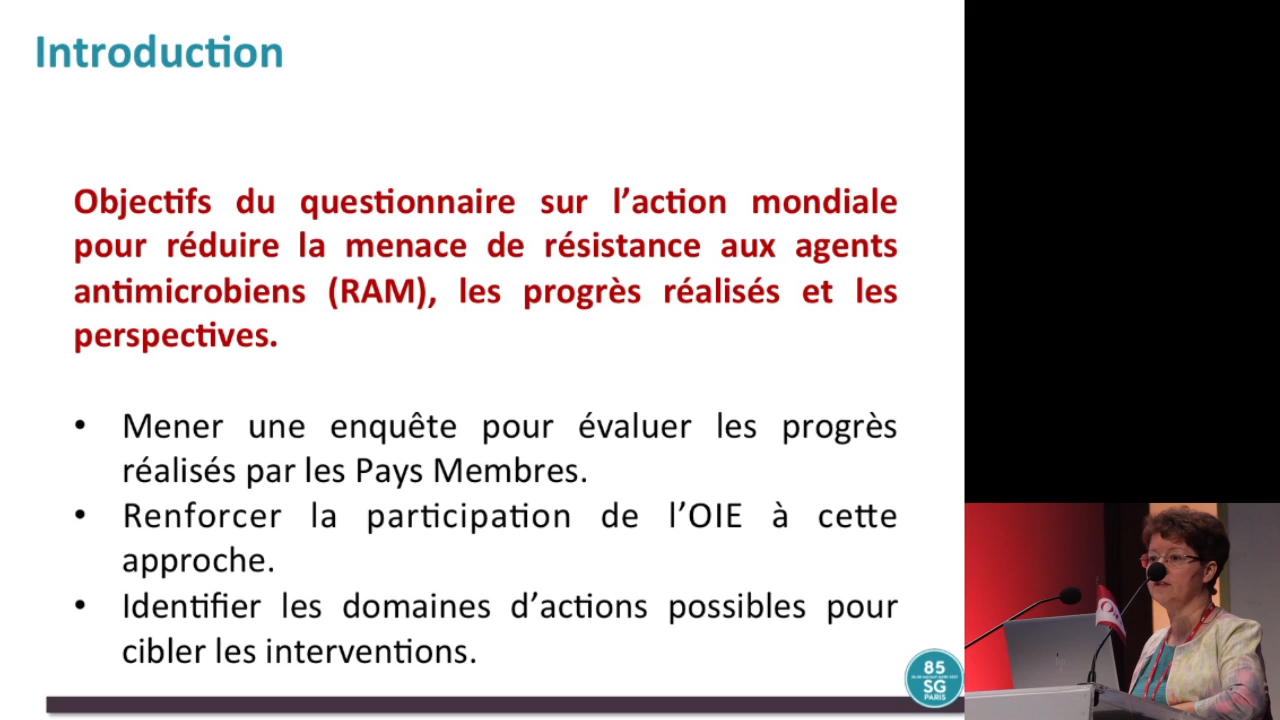 Introduction
Objectifs du questionnaire sur l’action mondiale
pour réduire la menace de résistance aux agents
antimicrobiens (RAM), les progrès réalisés et les
perspectives.
• Mener une enquête pour évaluer les progrès
réalisés par les Pays Membres.
• Renforcer la participation de l’OIE à cette
approche.
• Identifier les domaines d’actions possibles pour
cibler les interventions.
85
SG
PARIS